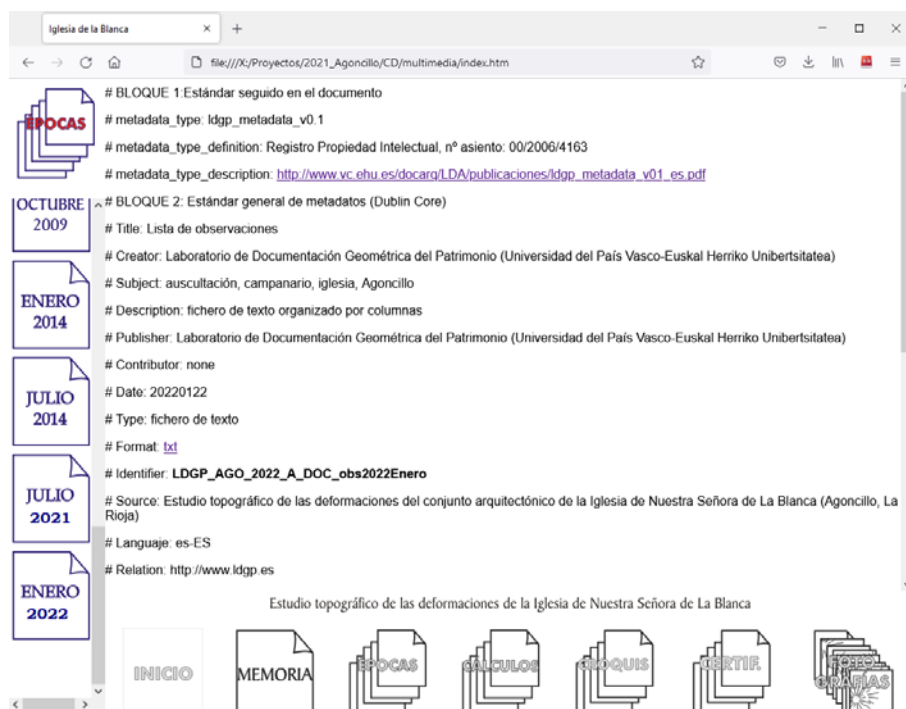 Iglesia de la Blanca
file:///X:/Proyectos/2021_Agoncillo/CD/multimedia/index.htm
ÉPOCAS
OCTUBRE
2009
ENERO
2014
JULIO
2014
JULIO
2021
ENERO
2022
# BLOQUE 1:Estándar seguido en el documento
# metadata_type: ldgp_metadata_v0.1
# metadata_type_definition: Registro Propiedad Intelectual, nº asiento: 00/2006/4163
# metadata_type_description: http://www.vc.ehu.es/docarq/LDA/publicaciones/ldgp_metadata_v01_es.pdf
# BLOQUE 2: Estándar general de metadatos (Dublin Core)
# Title: Lista de observaciones
# Creator: Laboratorio de Documentación Geométrica del Patrimonio (Universidad del País Vasco-Euskal Herriko Unibertsitatea)
# Subject: auscultación, campanario, iglesia, Agoncillo
# Description: fichero de texto organizado por columnas
# Publisher: Laboratorio de Documentación Geométrica del Patrimonio (Universidad del País Vasco-Euskal Herriko Unibertsitatea)
# Contributor: none
# Date: 20220122
# Type: fichero de texto
# Format: txt
# Identifier: LDGP_AGO_2022_A_DOC_obs2022Enero
# Source: Estudio topográfico de las deformaciones del conjunto arquitectónico de la Iglesia de Nuestra Señora de La Blanca (Agoncillo, La
Rioja)
# Languaje: es-ES
# Relation: http://www.ldgp.es
Estudio topográfico de las deformaciones de la Iglesia de Nuestra Señora de La Blanca
INICIO
MEMORIA
ÉPOCAS
CÁLCULOS
CROQUIS
CERTIF.
FOTO
GRAFÍAS